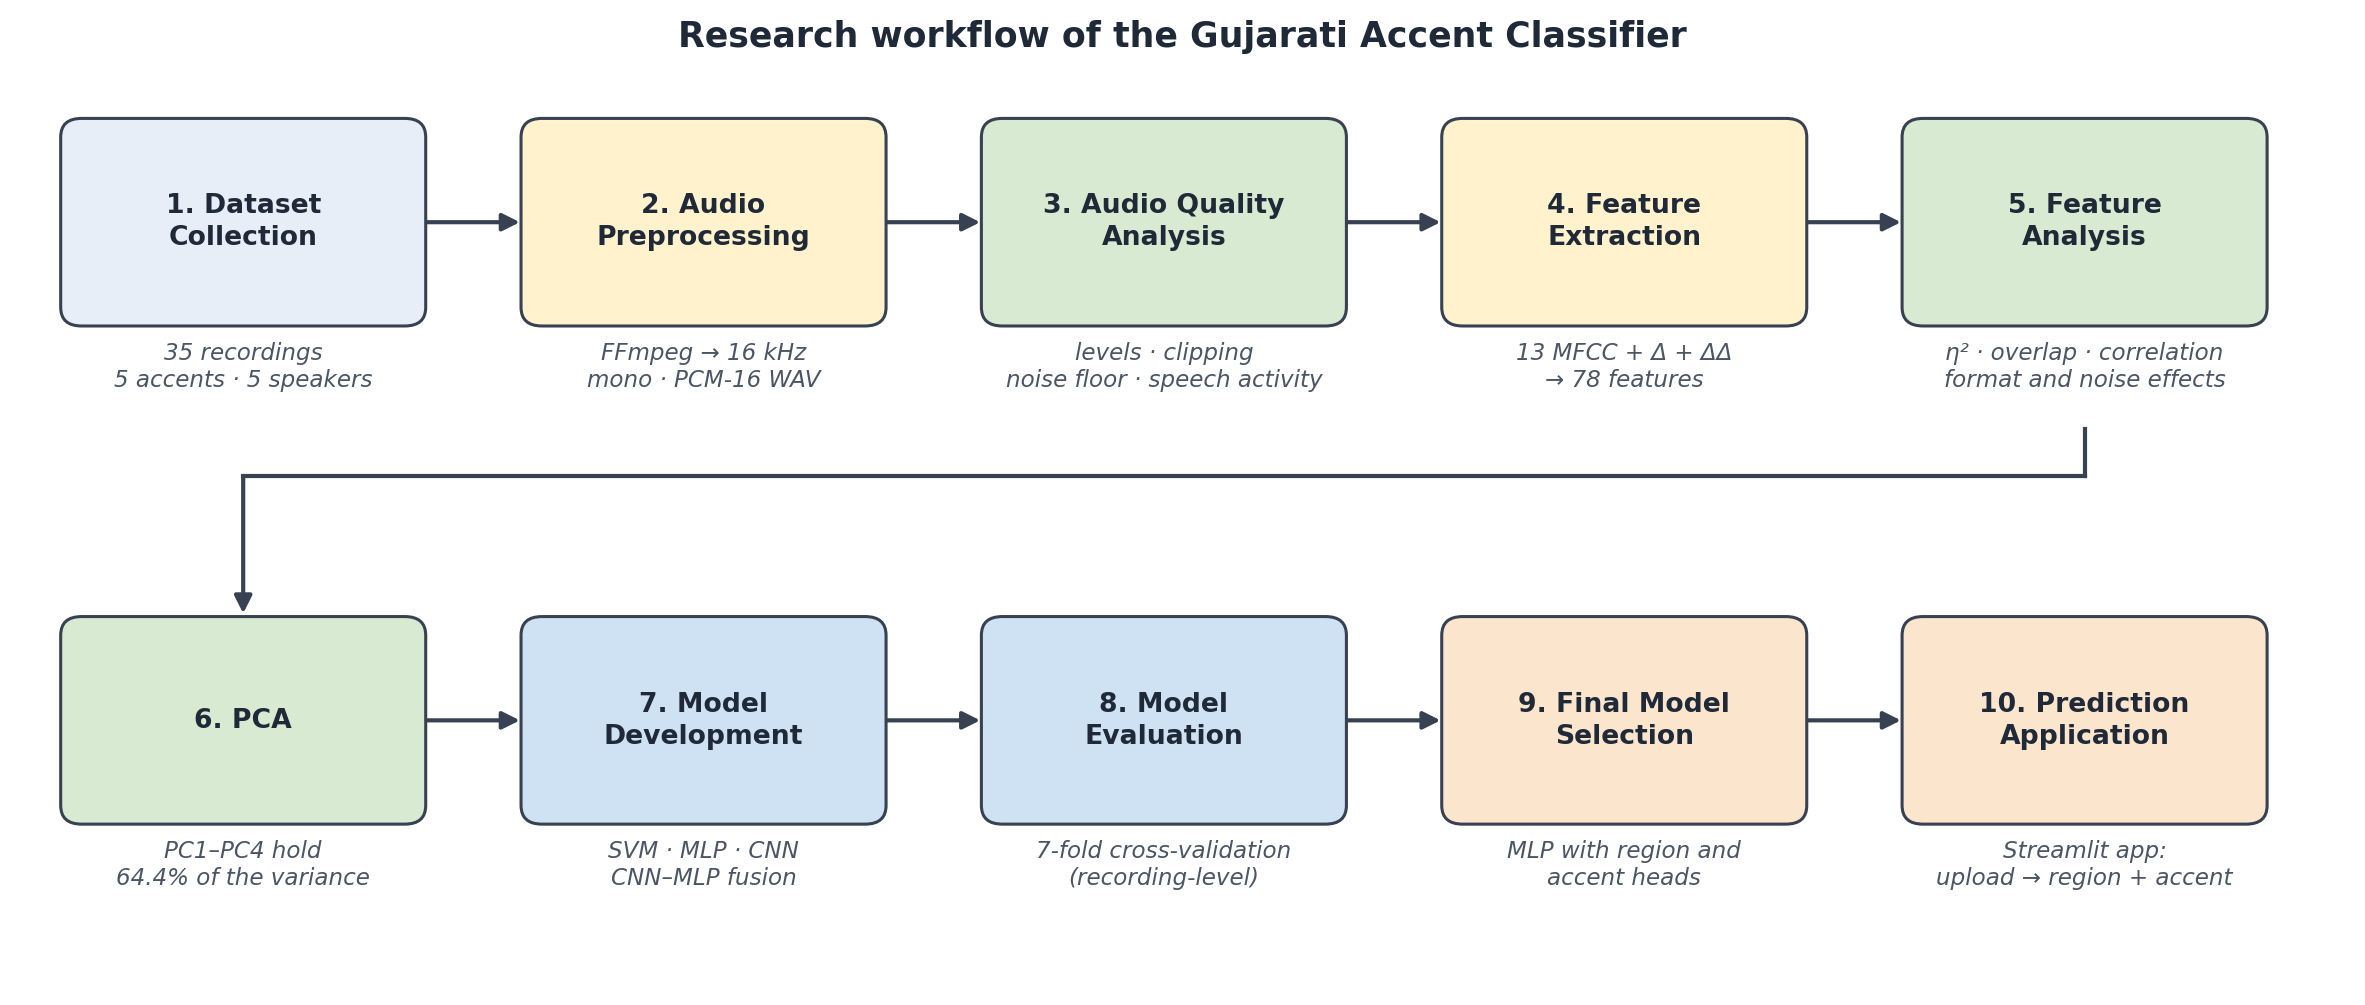 Research workflow of the Gujarati Accent Classifier
1. Dataset
Collection
35 recordings
5 accents · 5 speakers
2. Audio
Preprocessing
FFmpeg → 16 kHz
mono · PCM-16 WAV
3. Audio Quality
Analysis
levels · clipping
noise floor · speech activity
4. Feature
Extraction
13 MFCC + Δ + ΔΔ
→ 78 features
5. Feature
Analysis
η² · overlap · correlation
format and noise effects
6. PCA
PC1–PC4 hold
64.4% of the variance
7. Model
Development
SVM · MLP · CNN
CNN–MLP fusion
8. Model
Evaluation
7-fold cross-validation
(recording-level)
9. Final Model
Selection
MLP with region and
accent heads
10. Prediction
Application
Streamlit app:
upload → region + accent